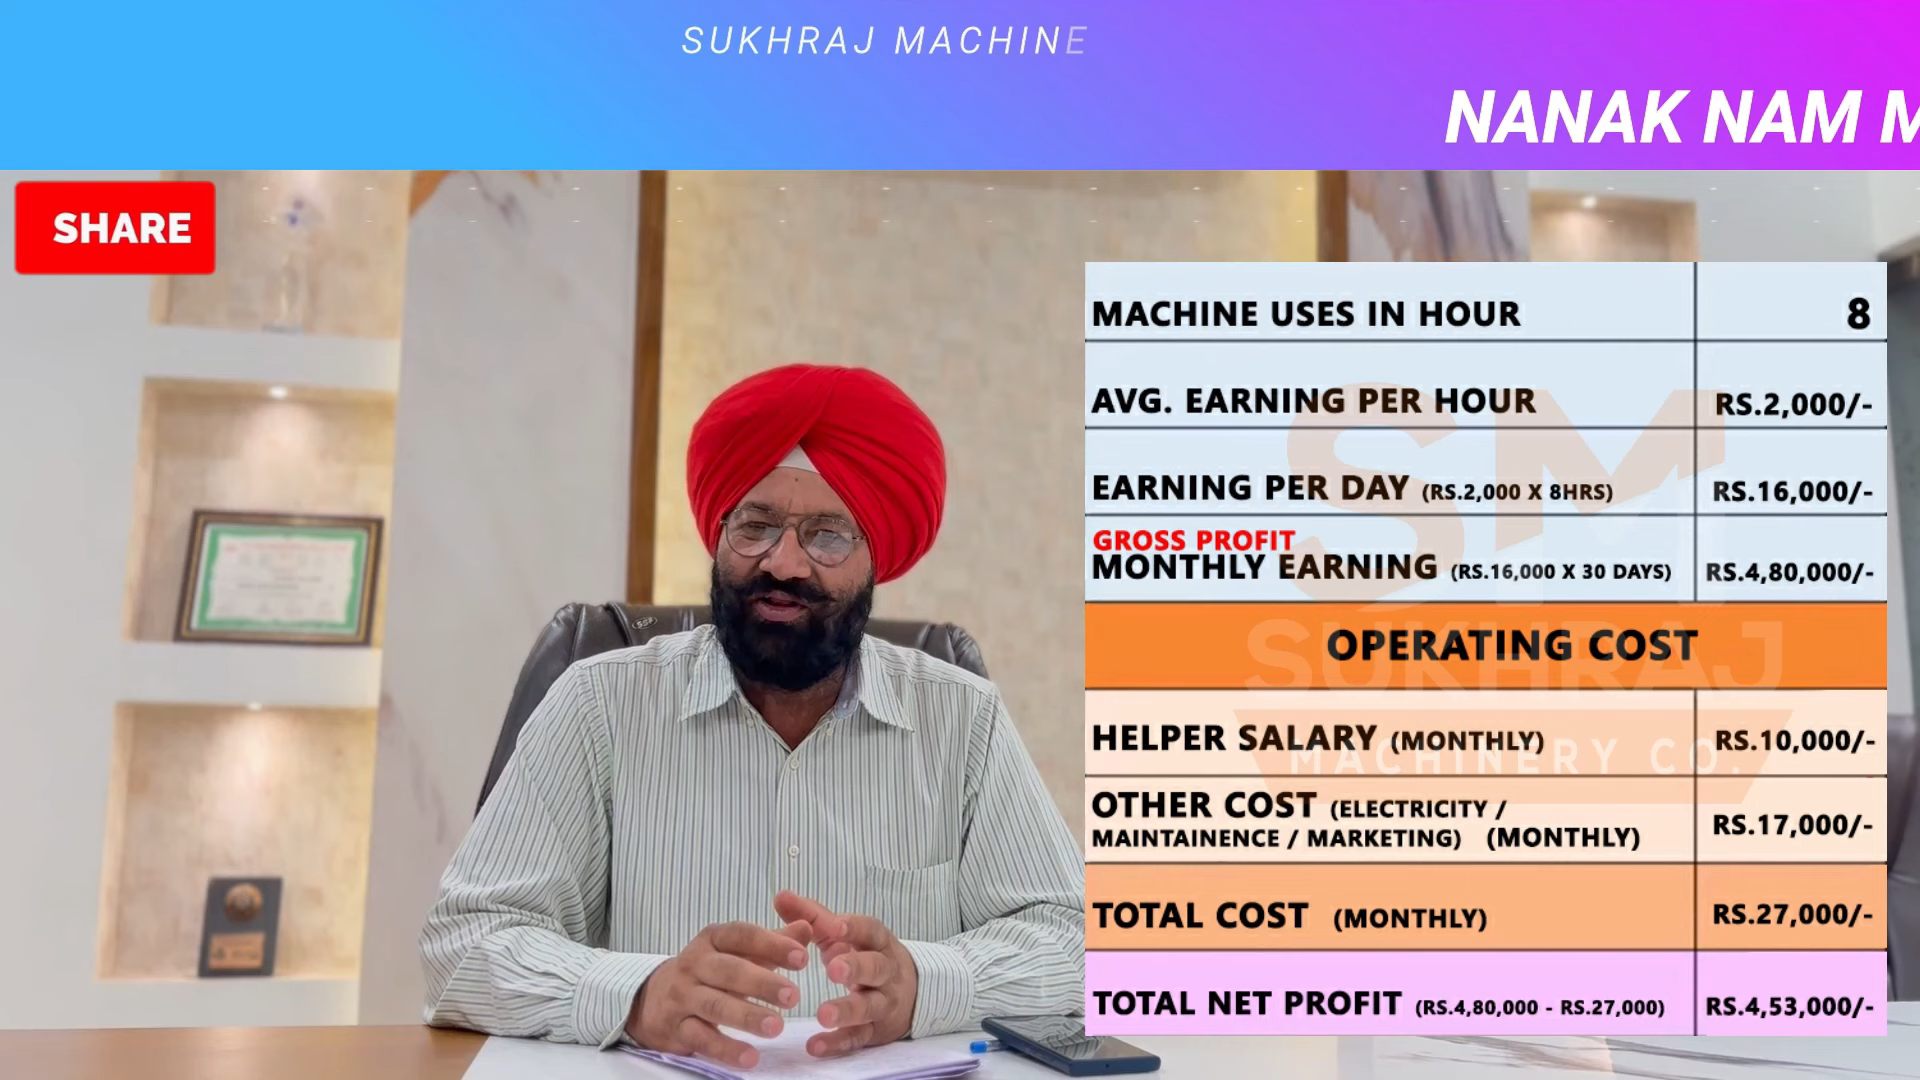 SUKHRAJ MACHINE
NANAK NAM M
SHARE
MACHINE USES IN HOUR 8
AVG. EARNING PER HOUR RS.2,000/-
EARNING PER DAY (RS.2,000 X 8HRS) RS.16,000/-
GROSS PROFIT
MONTHLY EARNING (RS.16,000 X 30 DAYS) RS.4,80,000/-
OPERATING COST
HELPER SALARY (MONTHLY) RS.10,000/-
OTHER COST (ELECTRICITY /
MAINTAINENCE / MARKETING) (MONTHLY) RS.17,000/-
TOTAL COST (MONTHLY) RS.27,000/-
TOTAL NET PROFIT (RS.4,80,000 - RS.27,000) RS.4,53,000/-
SM
SUKHRAJ
MACHINERY CO.